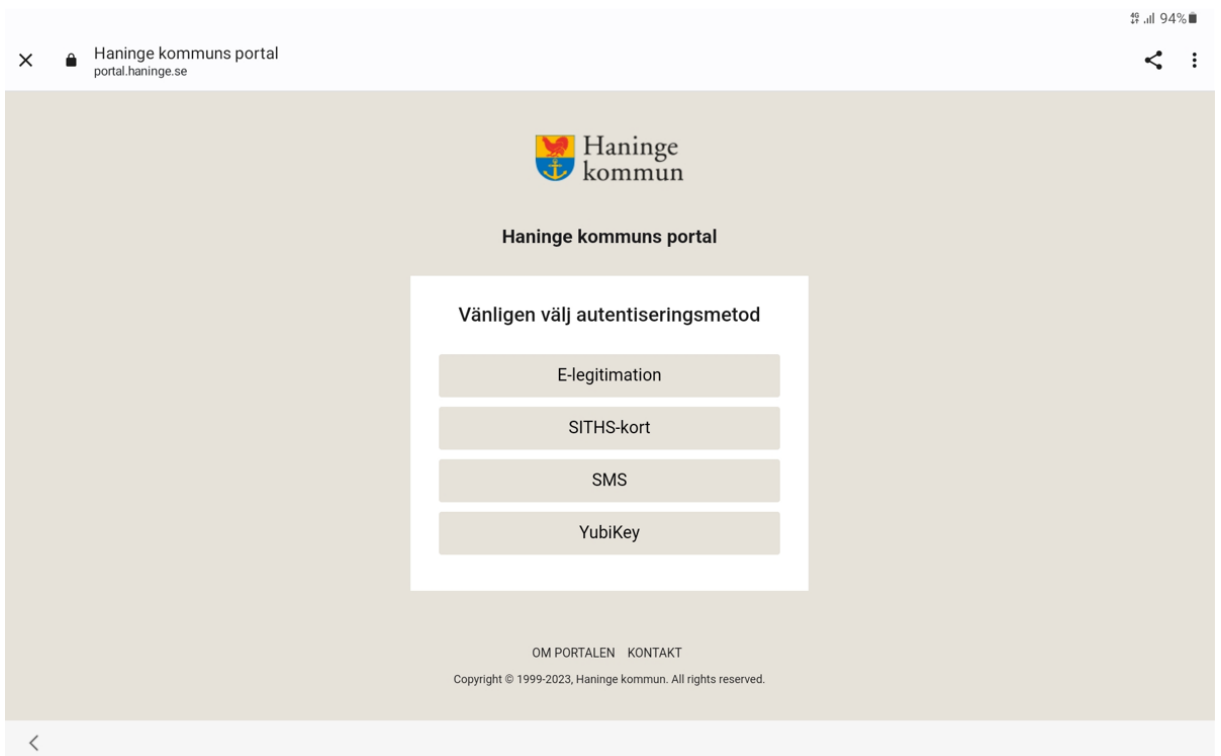 94%
Haninge kommuns portal
portal.haninge.se
Haninge
kommun
Haninge kommuns portal
Vänligen välj autentiseringsmetod
E-legitimation
SITHS-kort
SMS
YubiKey
OM PORTALEN KONTAKT
Copyright © 1999-2023, Haninge kommun. All rights reserved.